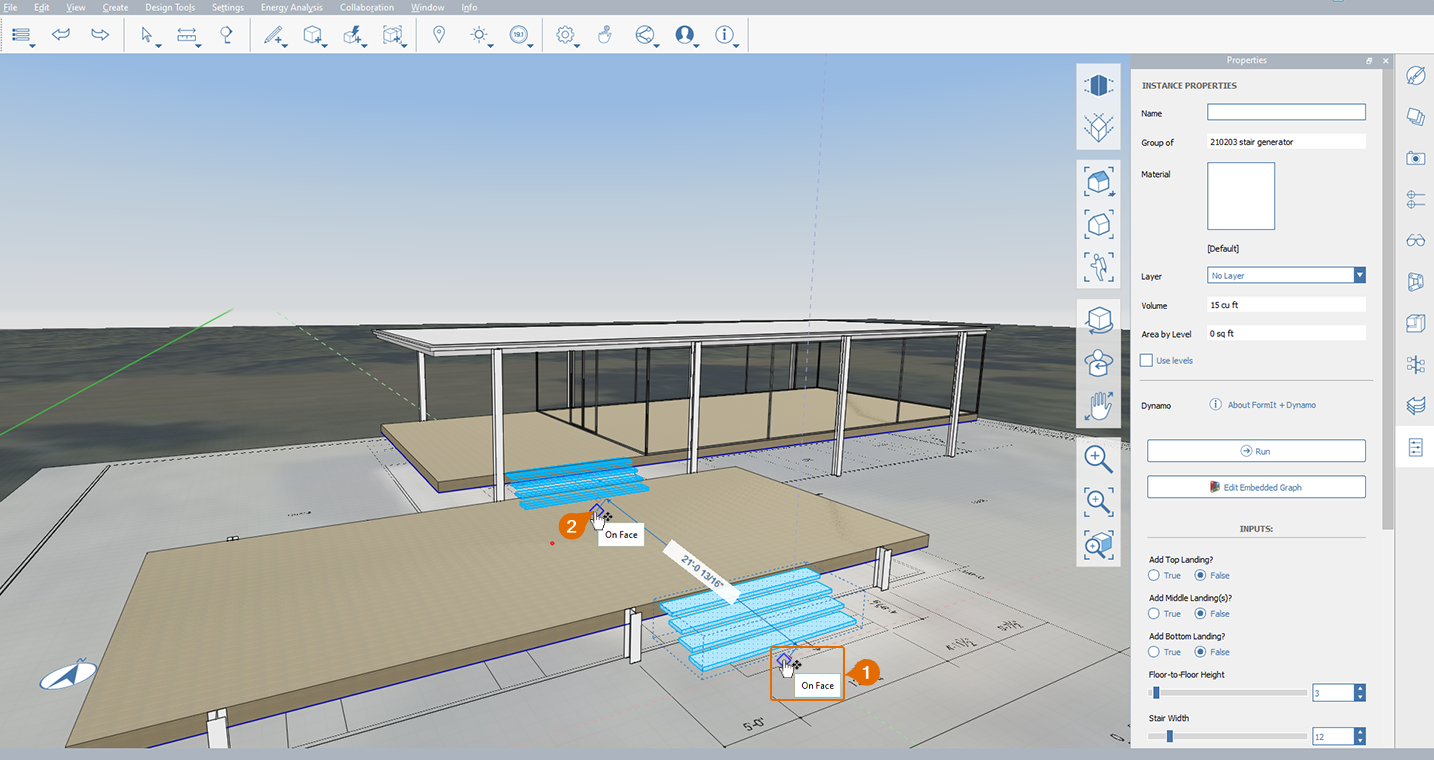 File Edit View Create Design Tools Settings Energy Analysis Collaboration Window Info
19.1
Properties
INSTANCE PROPERTIES
Name
Group of 210203 stair generator
Material
[Default]
Layer No Layer
Volume 15 cu ft
Area by Level 0 sq ft
Use levels
Dynamo About FormIt + Dynamo
Run
Edit Embedded Graph
INPUTS:
Add Top Landing?
True False
Add Middle Landing(s)?
True False
Add Bottom Landing?
True False
Floor-to-Floor Height
3
Stair Width
12
2
On Face
21'-0 13/16"
1
On Face
5'-0"